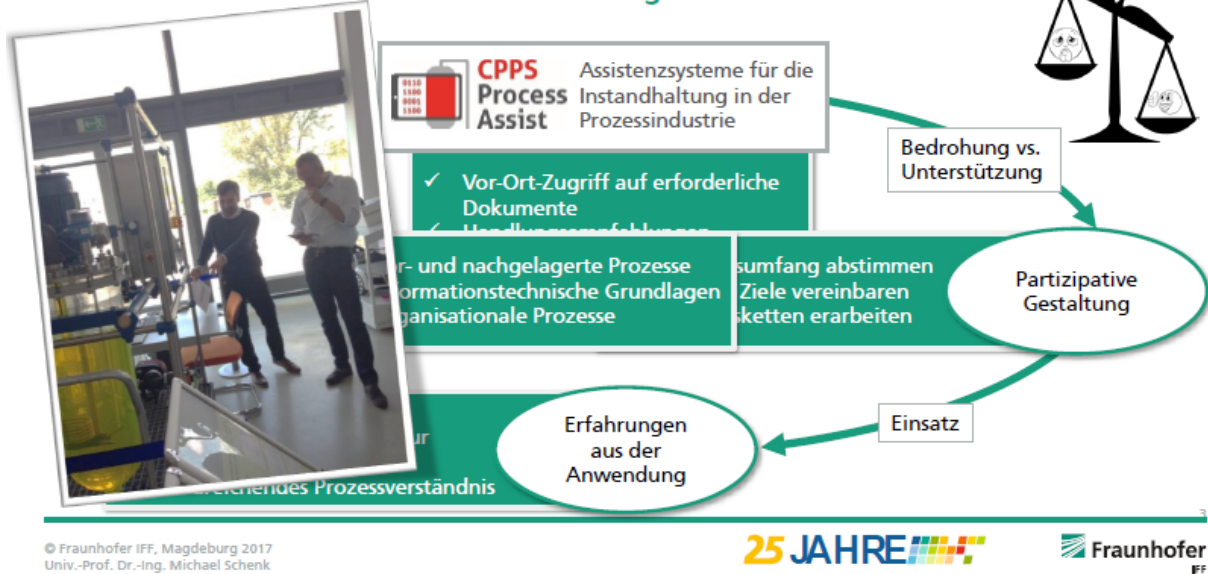 0110
1100
0001
1100
CPPS
Process
Assist
Assistenzsysteme für die
Instandhaltung in der
Prozessindustrie
Bedrohung vs.
Unterstützung
✓ Vor-Ort-Zugriff auf erforderliche
Dokumente
✓ Handlungsempfehlungen
r- und nachgelagerte Prozesse
formationstechnische Grundlagen
ganisationale Prozesse
sumfang abstimmen
Ziele vereinbaren
sketten erarbeiten
Partizipative
Gestaltung
Einsatz
Erfahrungen
aus der
Anwendung
ur
reichendes Prozessverständnis
3
© Fraunhofer IFF, Magdeburg 2017
Univ.-Prof. Dr.-Ing. Michael Schenk
25 JAHRE
Fraunhofer
IFF